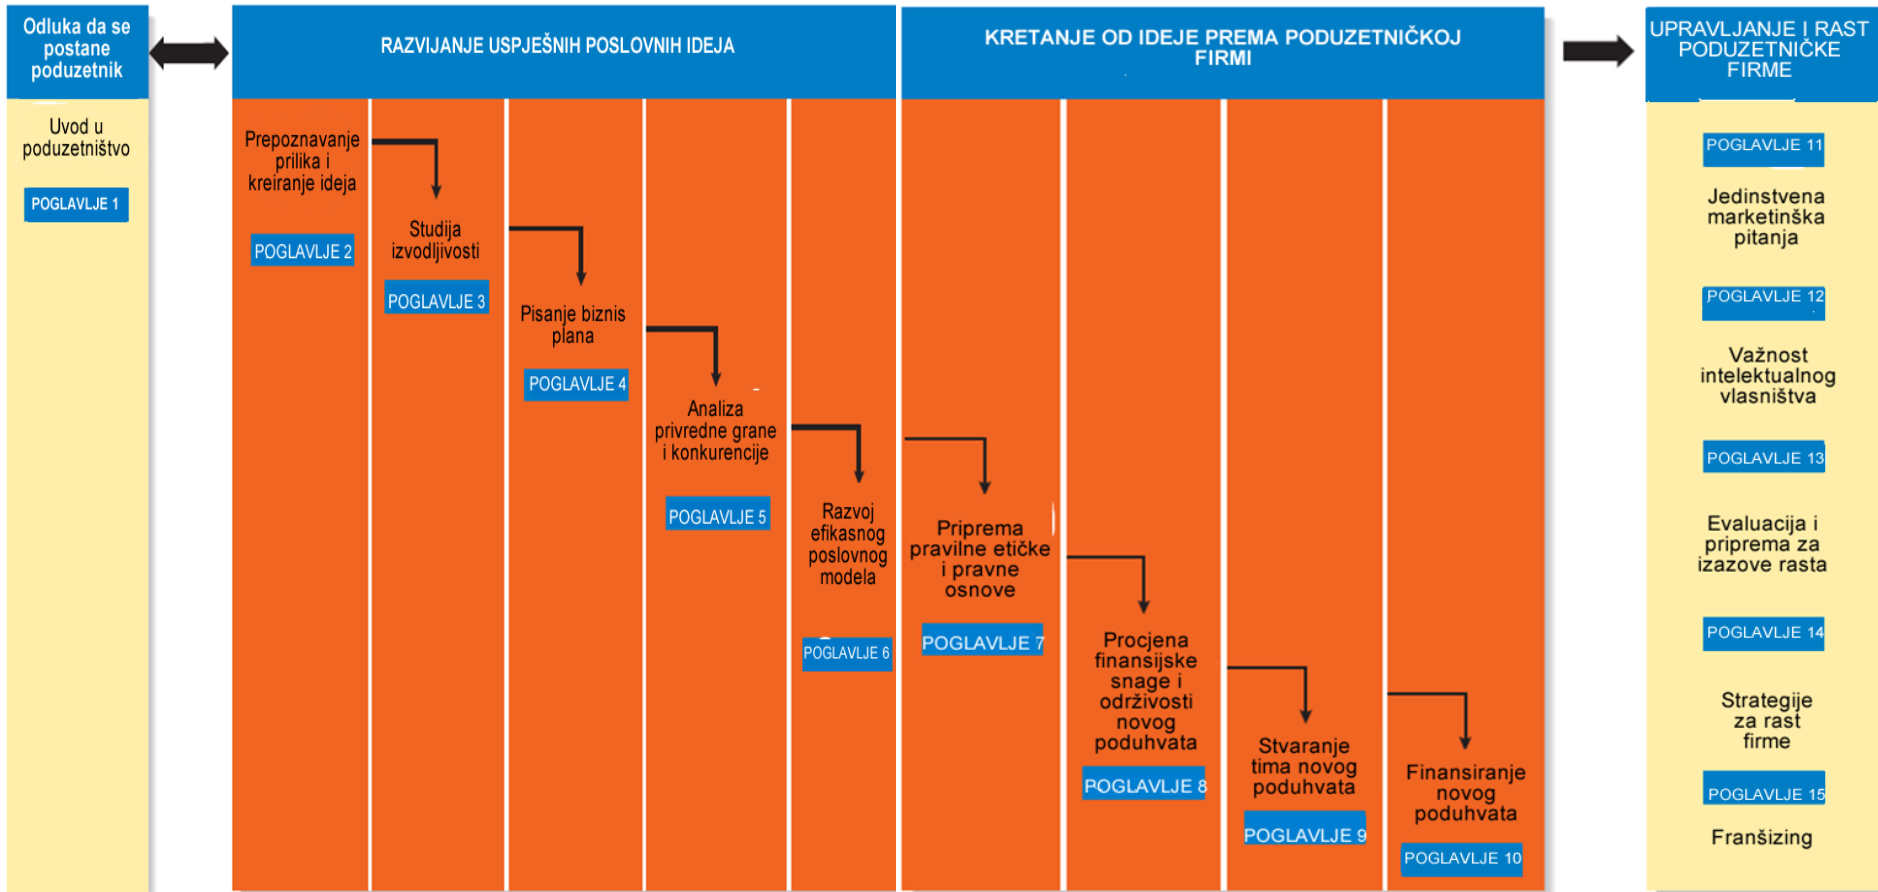 Odluka da se
postane
poduzetnik
Uvod u
poduzetništvo
POGLAVLJE 1
RAZVIJANJE USPJEŠNIH POSLOVNIH IDEJA
Prepoznavanje
prilika i
kreiranje ideja
POGLAVLJE 2
Studija
izvodljivosti
POGLAVLJE 3
Pisanje biznis
plana
POGLAVLJE 4
Analiza
privredne grane
i konkurencije
POGLAVLJE 5
Razvoj
efikasnog
poslovnog
modela
POGLAVLJE 6
KRETANJE OD IDEJE PREMA PODUZETNIČKOJ
FIRMI
Priprema
pravilne etičke
i pravne
osnove
POGLAVLJE 7
Procjena
finansijske
snage i
održivosti
novog
poduhvata
POGLAVLJE 8
Stvaranje
tima novog
poduhvata
POGLAVLJE 9
Finansiranje
novog
poduhvata
POGLAVLJE 10
UPRAVLJANJE I RAST
PODUZETNIČKE
FIRME
POGLAVLJE 11
Jedinstvena
marketinška
pitanja
POGLAVLJE 12
Važnost
intelektualnog
vlasništva
POGLAVLJE 13
Evaluacija i
priprema za
izazove rasta
POGLAVLJE 14
Strategije
za rast
firme
POGLAVLJE 15
Franšizing